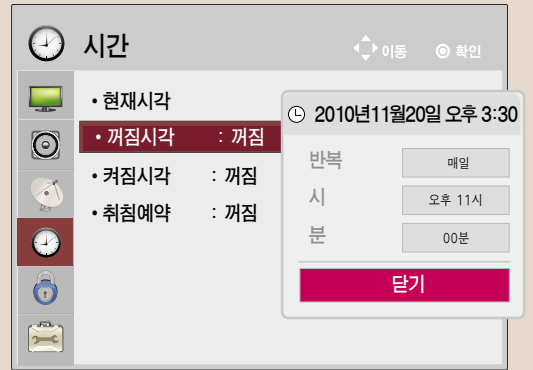 시간
이동 확인
• 현재시각
• 꺼짐시각 : 꺼짐
• 켜짐시각 : 꺼짐
• 취침예약 : 꺼짐
2010년11월20일 오후 3:30
반복 매일
시 오후 11시
분 00분
닫기